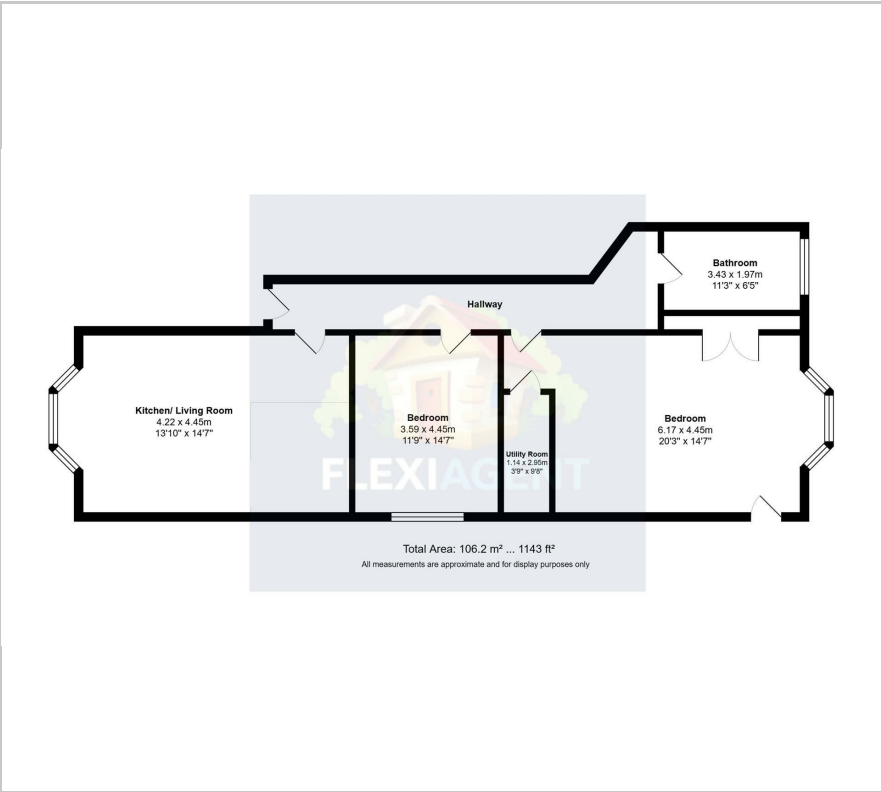 Bathroom
3.43 x 1.97m
11'3" x 6'5"
Hallway
Kitchen/ Living Room
4.22 x 4.45m
13'10" x 14'7"
Bedroom
3.59 x 4.45m
11'9" x 14'7"
Bedroom
6.17 x 4.45m
20'3" x 14'7"
Utility Room
1.14 x 2.95m
3'9" x 9'8"
FLEXIAGENT
Total Area: 106.2 m² ... 1143 ft²
All measurements are approximate and for display purposes only